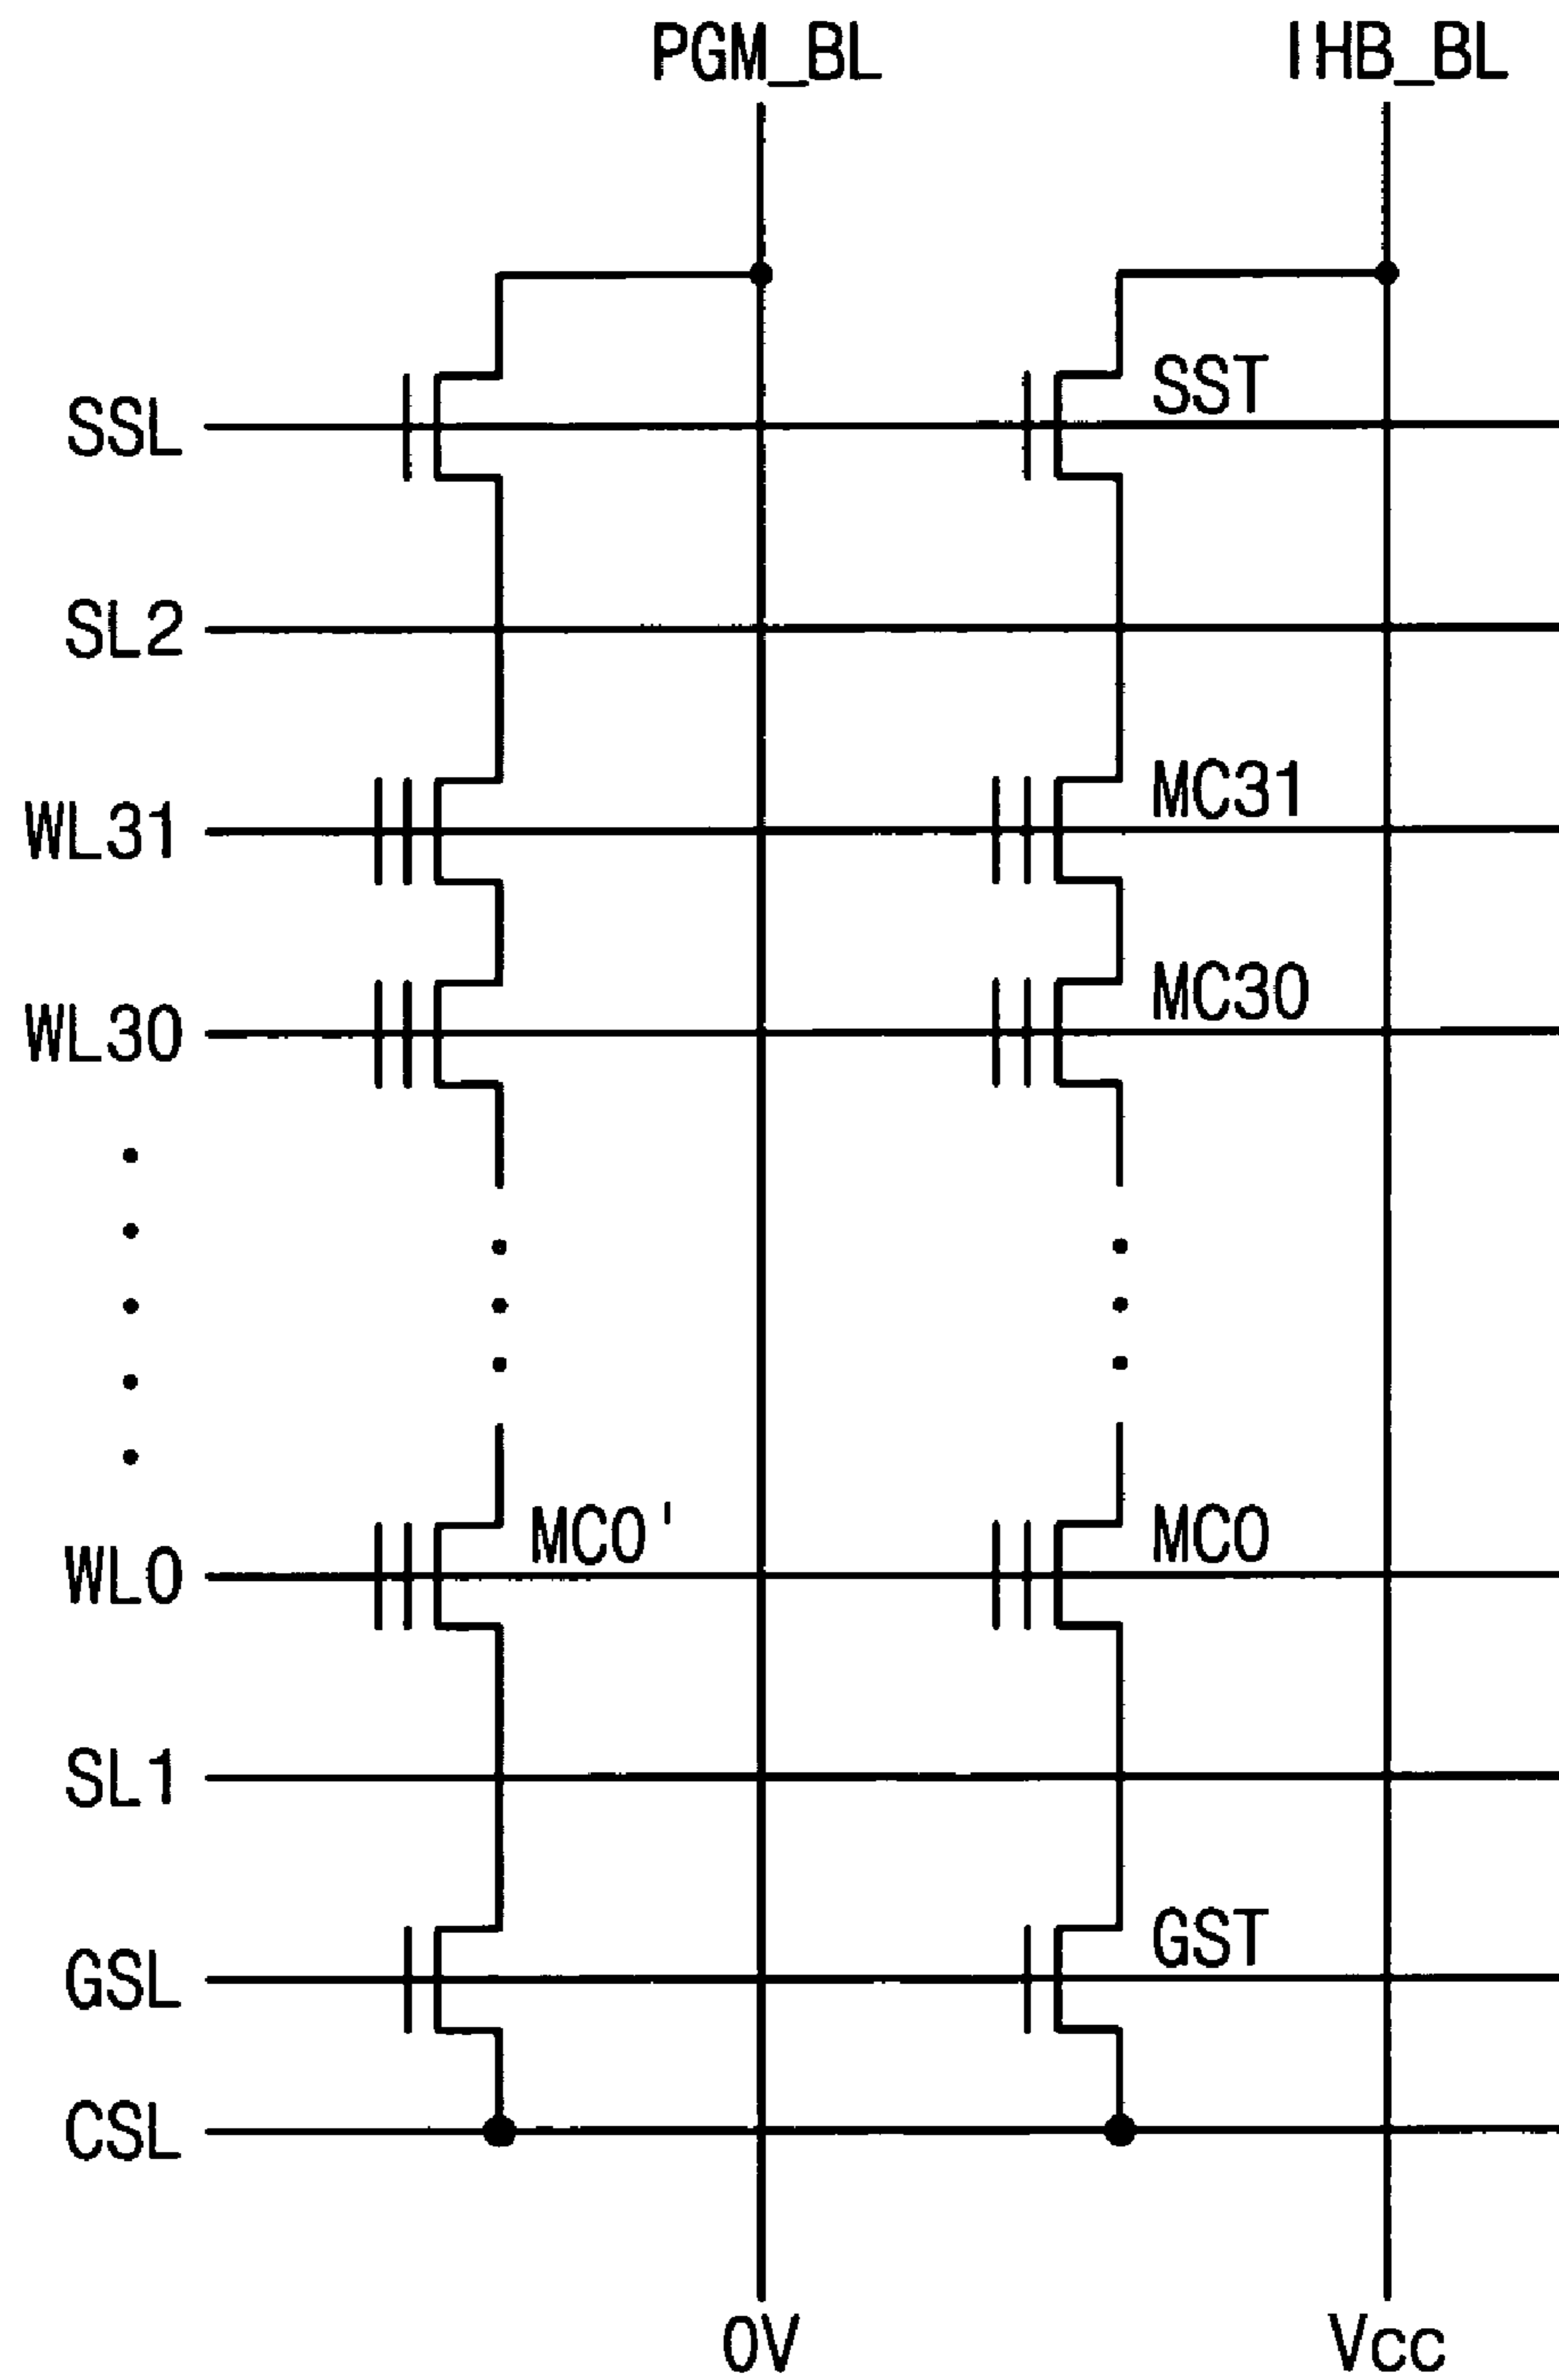 PGM_BL IHB_BL
SST
SSL
SL2
MC31
WL31
MC30
WL30
MC0' MC0
WL0
SL1
GST
GSL
CSL
0V Vcc